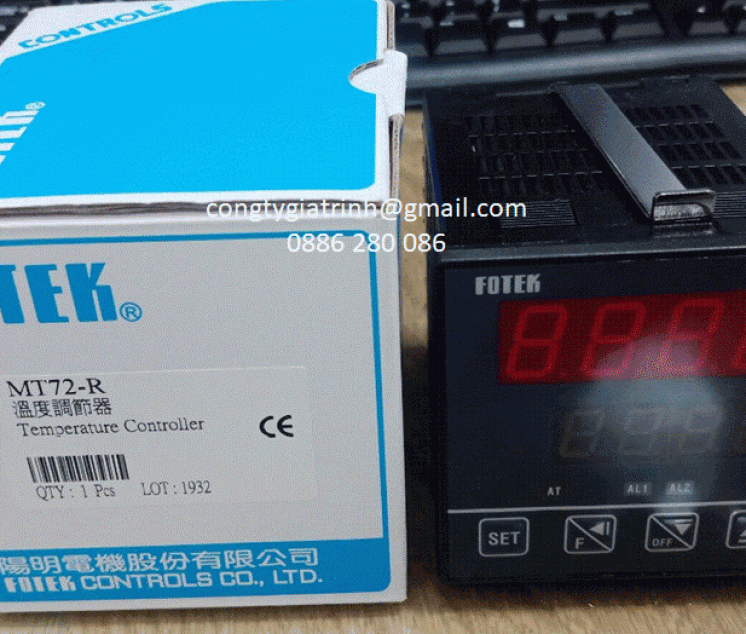 CONTROLS
TEK®
congtygiatrinh@gmail.com
0886 280 086
TEK®
MT72-R
溫度調節器
Temperature Controller
CE
QTY : 1 Pcs LOT : 1932
陽明電機股份有限公司
FOTEK CONTROLS CO., LTD.
FOTEK
AT AL1 AL2
SET
F
OFF